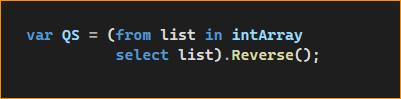 var QS = (from list in intArray
select list).Reverse();